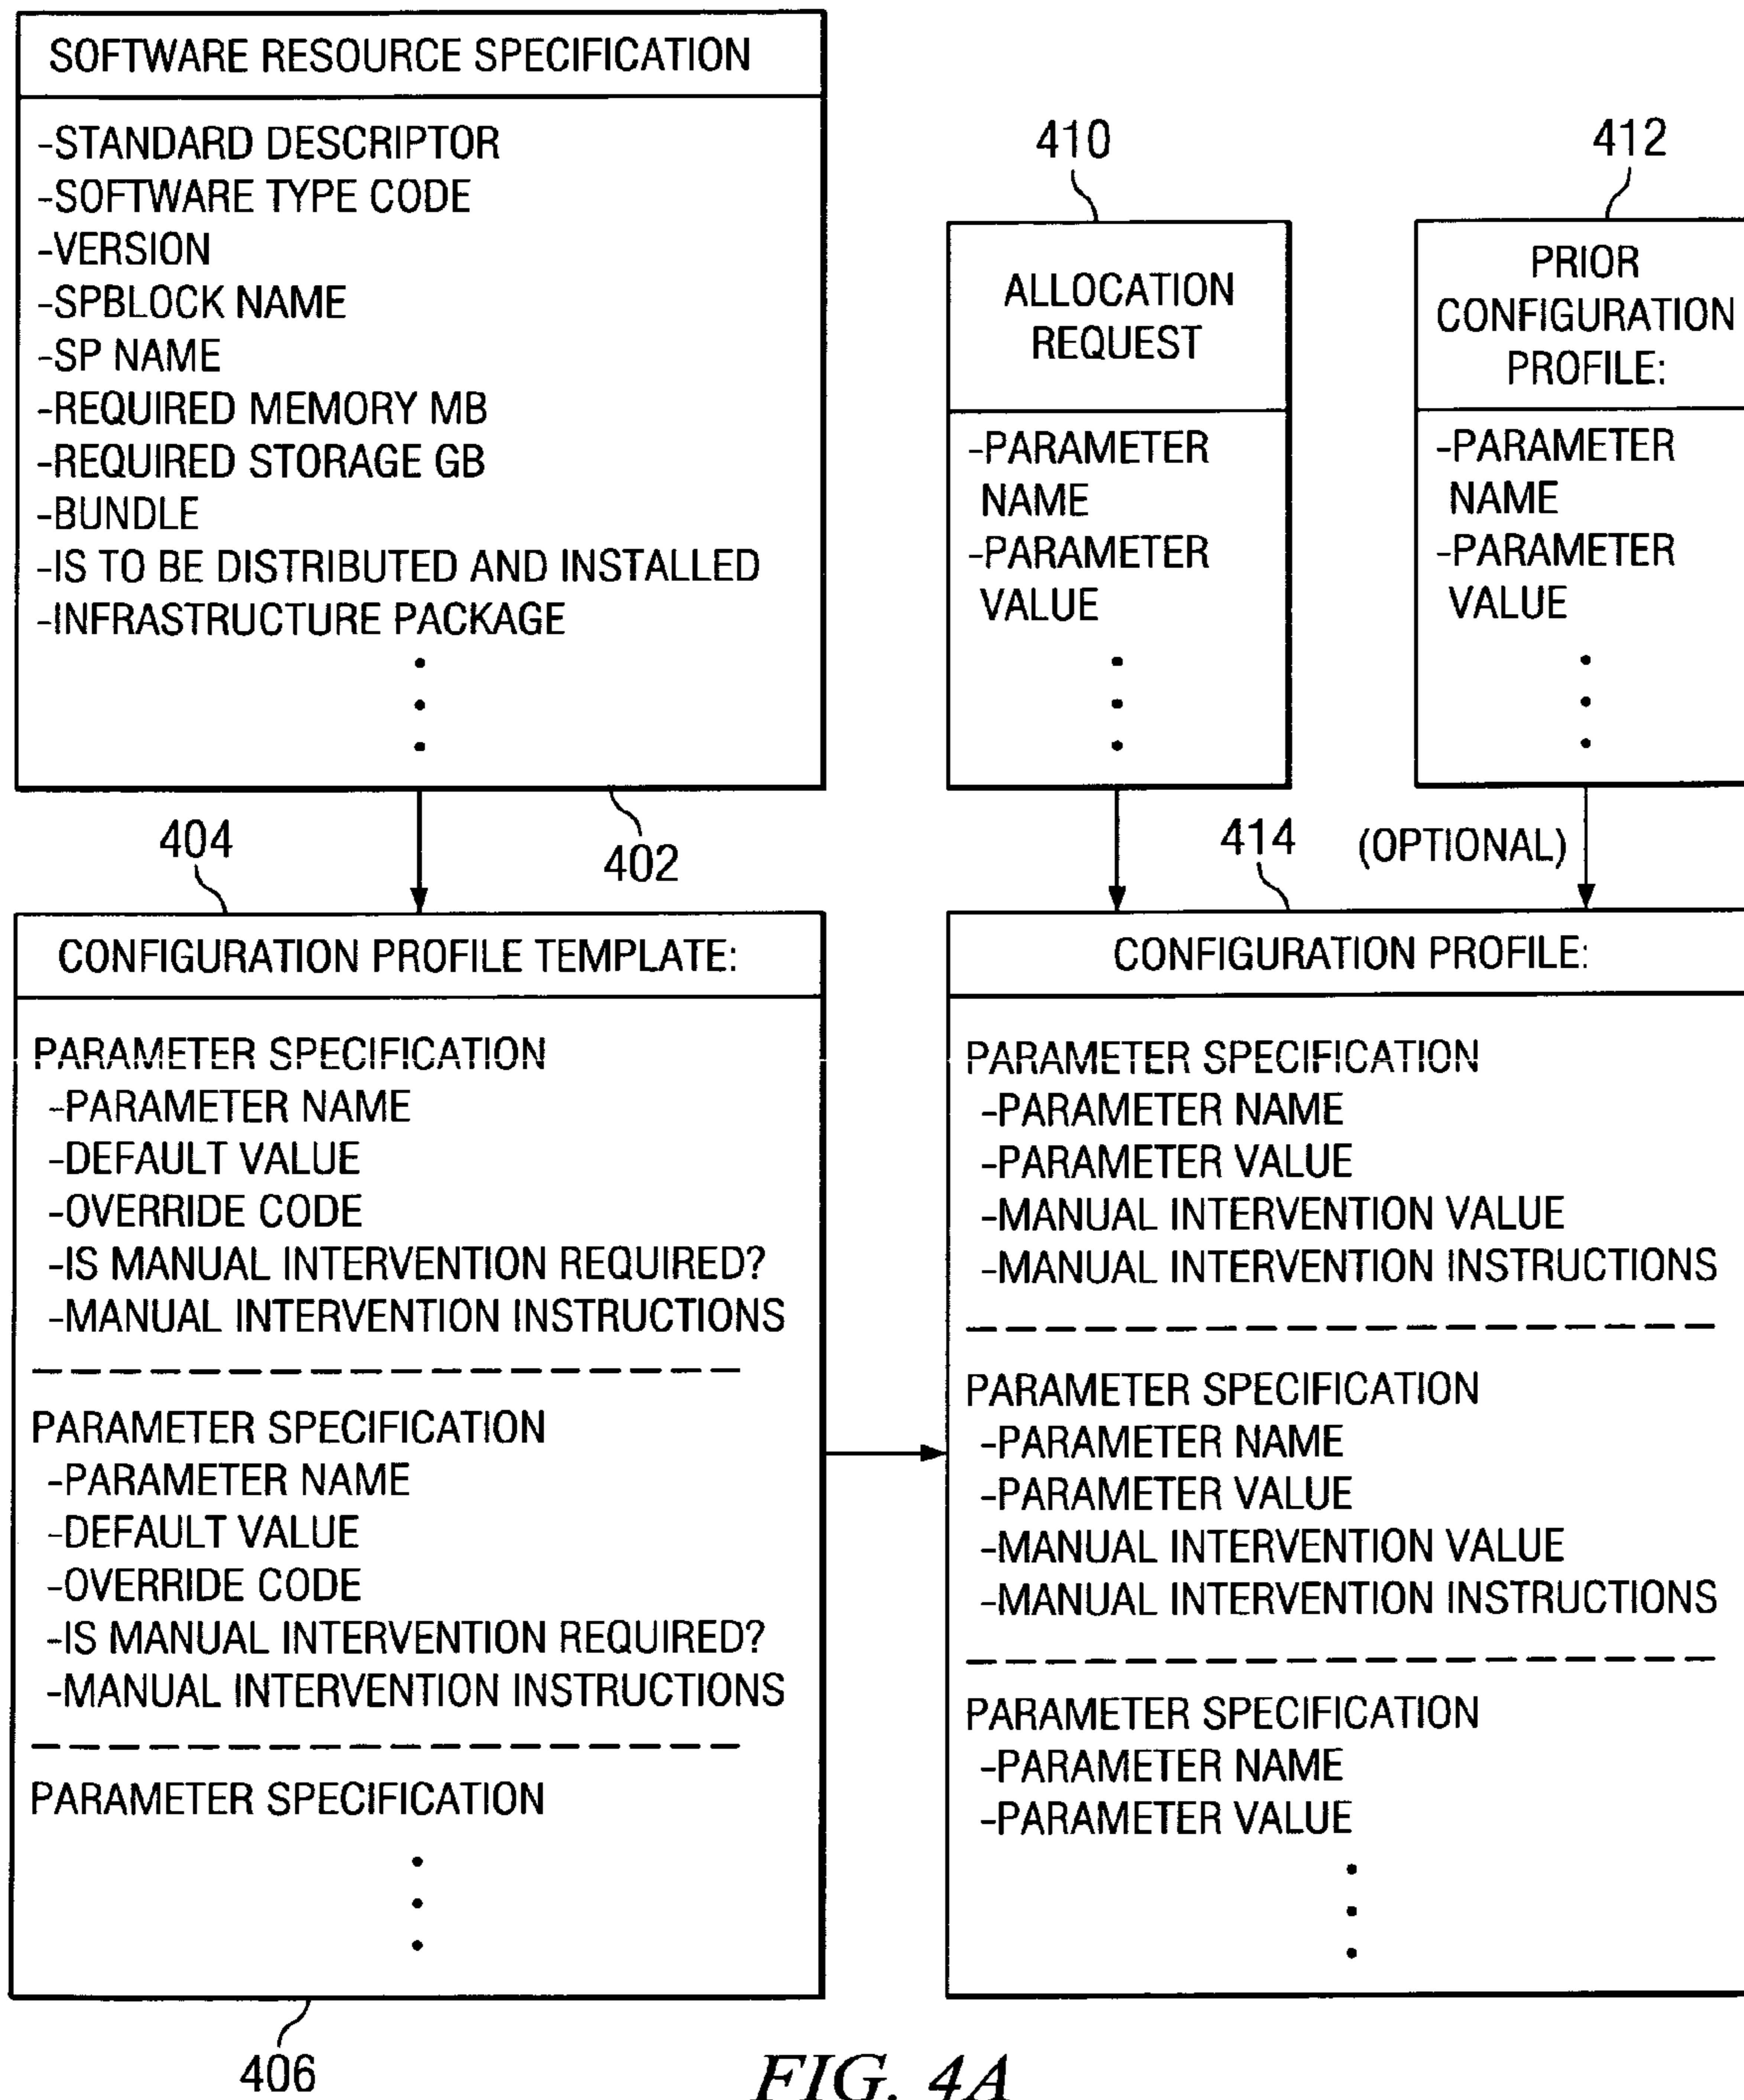 SOFTWARE RESOURCE SPECIFICATION
-STANDARD DESCRIPTOR
-SOFTWARE TYPE CODE
-VERSION
-SPBLOCK NAME
-SP NAME
-REQUIRED MEMORY MB
-REQUIRED STORAGE GB
-BUNDLE
-IS TO BE DISTRIBUTED AND INSTALLED
-INFRASTRUCTURE PACKAGE
402
410
ALLOCATION
REQUEST
-PARAMETER
NAME
-PARAMETER
VALUE
412
PRIOR
CONFIGURATION
PROFILE:
-PARAMETER
NAME
-PARAMETER
VALUE
(OPTIONAL)
404
CONFIGURATION PROFILE TEMPLATE:
PARAMETER SPECIFICATION
-PARAMETER NAME
-DEFAULT VALUE
-OVERRIDE CODE
-IS MANUAL INTERVENTION REQUIRED?
-MANUAL INTERVENTION INSTRUCTIONS
PARAMETER SPECIFICATION
-PARAMETER NAME
-DEFAULT VALUE
-OVERRIDE CODE
-IS MANUAL INTERVENTION REQUIRED?
-MANUAL INTERVENTION INSTRUCTIONS
PARAMETER SPECIFICATION
406
414
CONFIGURATION PROFILE:
PARAMETER SPECIFICATION
-PARAMETER NAME
-PARAMETER VALUE
-MANUAL INTERVENTION VALUE
-MANUAL INTERVENTION INSTRUCTIONS
PARAMETER SPECIFICATION
-PARAMETER NAME
-PARAMETER VALUE
-MANUAL INTERVENTION VALUE
-MANUAL INTERVENTION INSTRUCTIONS
PARAMETER SPECIFICATION
-PARAMETER NAME
-PARAMETER VALUE
FIG. 4A